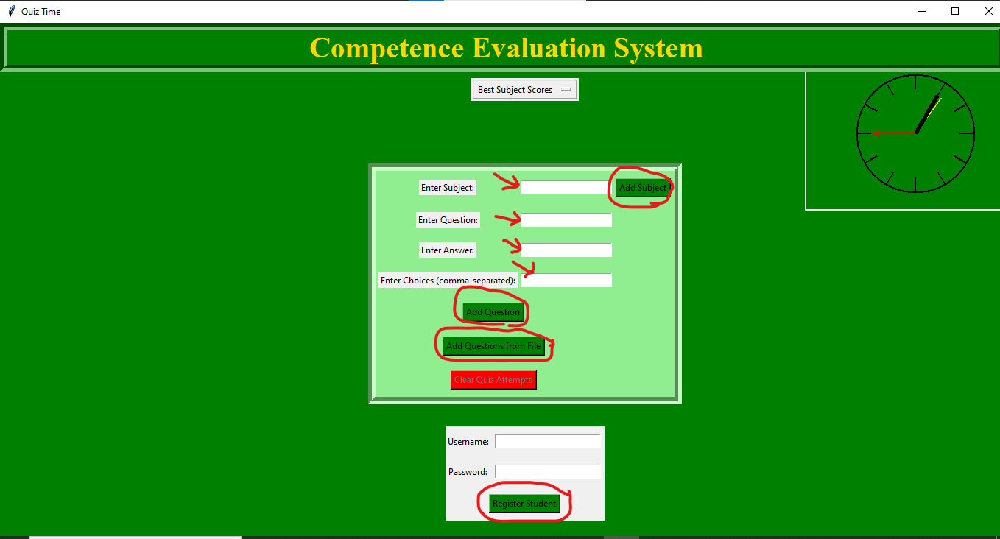 Quiz Time
Competence Evaluation System
Best Subject Scores
Enter Subject: Add Subject
Enter Question:
Enter Answer:
Enter Choices (comma-separated):
Add Question
Add Questions from File
Clear Quiz Attempts
Username:
Password:
Register Student